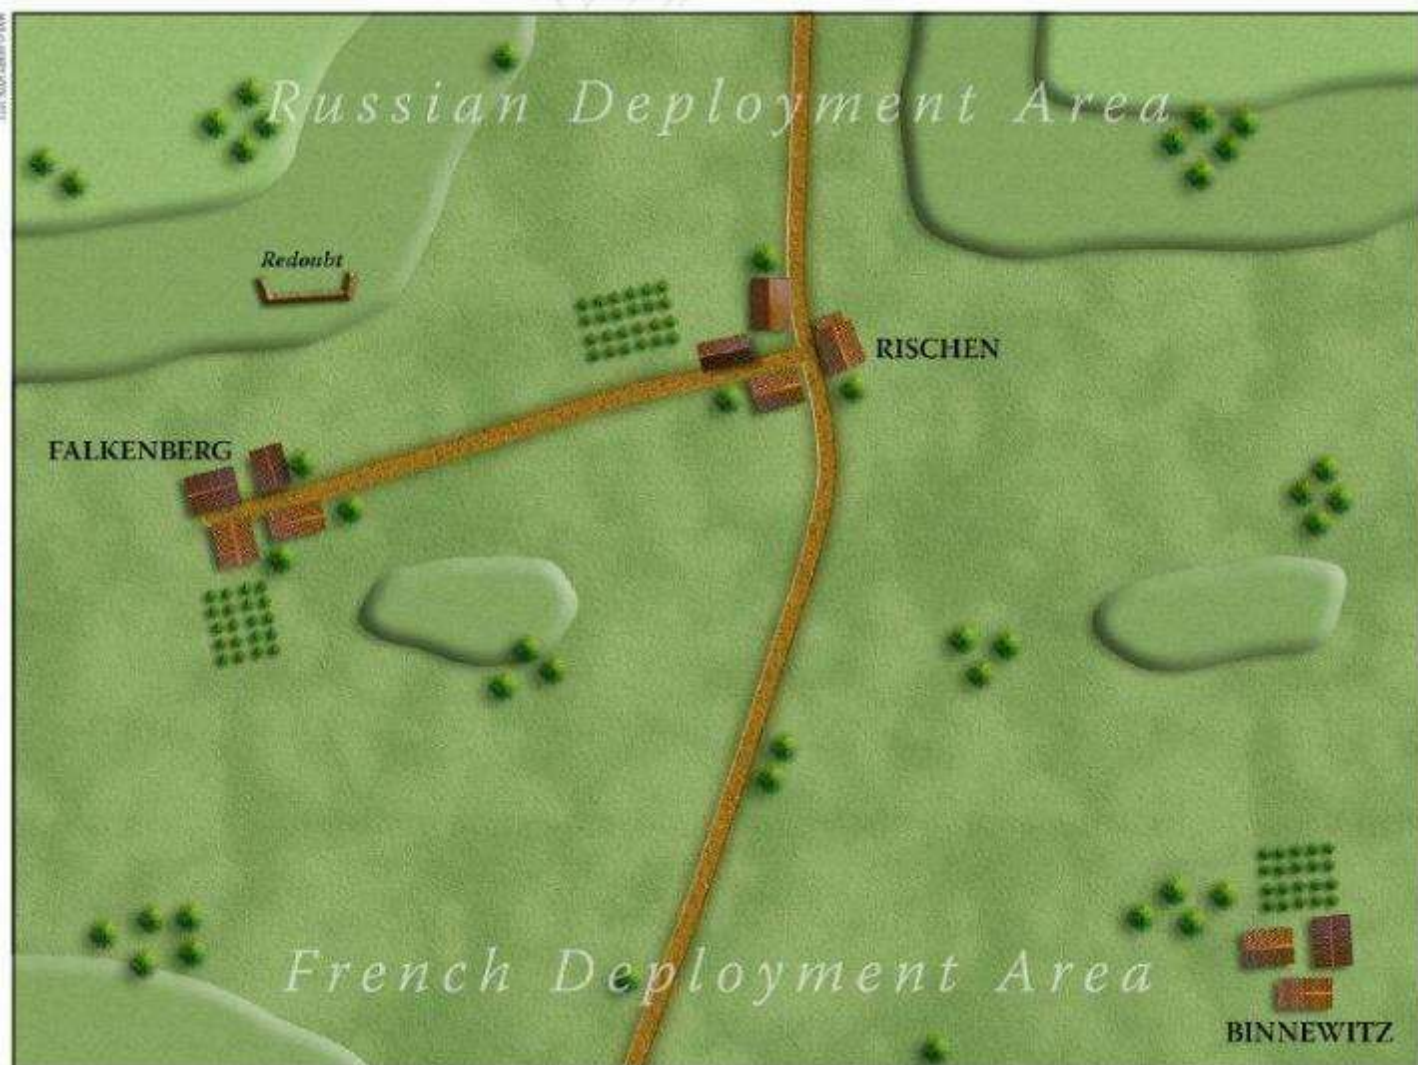 Russian Deployment Area
Redoubt
RISCHEN
FALKENBERG
French Deployment Area
BINNEWITZ